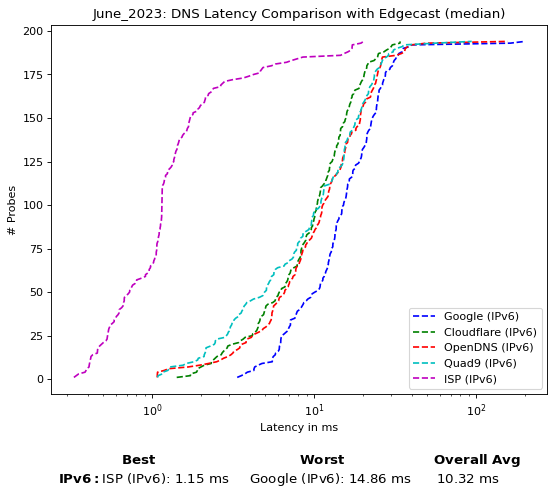 June_2023: DNS Latency Comparison with Edgecast (median)
# Probes
200
175
150
125
100
75
50
25
0
Google (IPv6)
Cloudflare (IPv6)
OpenDNS (IPv6)
Quad9 (IPv6)
ISP (IPv6)
10⁰ 10¹ 10²
Latency in ms
Best Worst Overall Avg
IPv6: ISP (IPv6): 1.15 ms Google (IPv6): 14.86 ms 10.32 ms